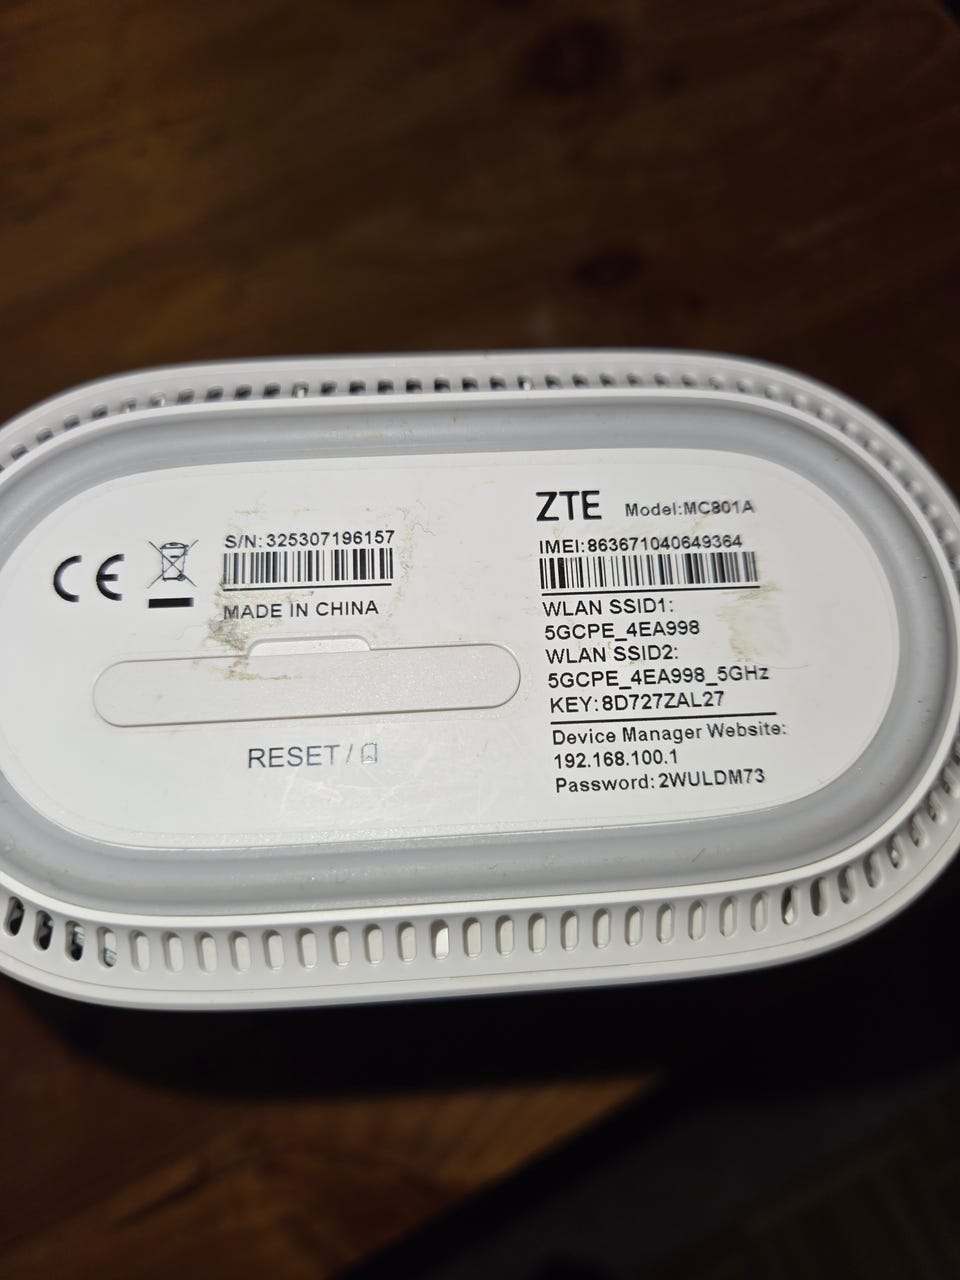 S/N:325307196157
MADE IN CHINA
RESET/
ZTE Model:MC801A
IMEI:863671040649364
WLAN SSID1:
5GCPE_4EA998
WLAN SSID2:
5GCPE_4EA998_5GHz
KEY:8D727ZAL27
Device Manager Website:
192.168.100.1
Password:2WULDM73
CE